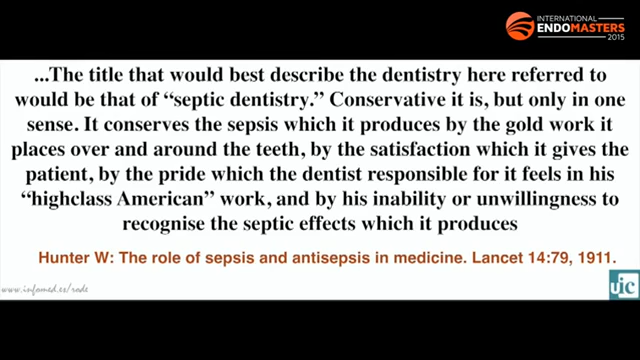 INTERNATIONAL
ENDOMASTERS
2015
...The title that would best describe the dentistry here referred to
would be that of “septic dentistry.” Conservative it is, but only in one
sense. It conserves the sepsis which it produces by the gold work it
places over and around the teeth, by the satisfaction which it gives the
patient, by the pride which the dentist responsible for it feels in his
“highclass American” work, and by his inability or unwillingness to
recognise the septic effects which it produces
Hunter W: The role of sepsis and antisepsis in medicine. Lancet 14:79, 1911.
www.infomed.es/rode
uic